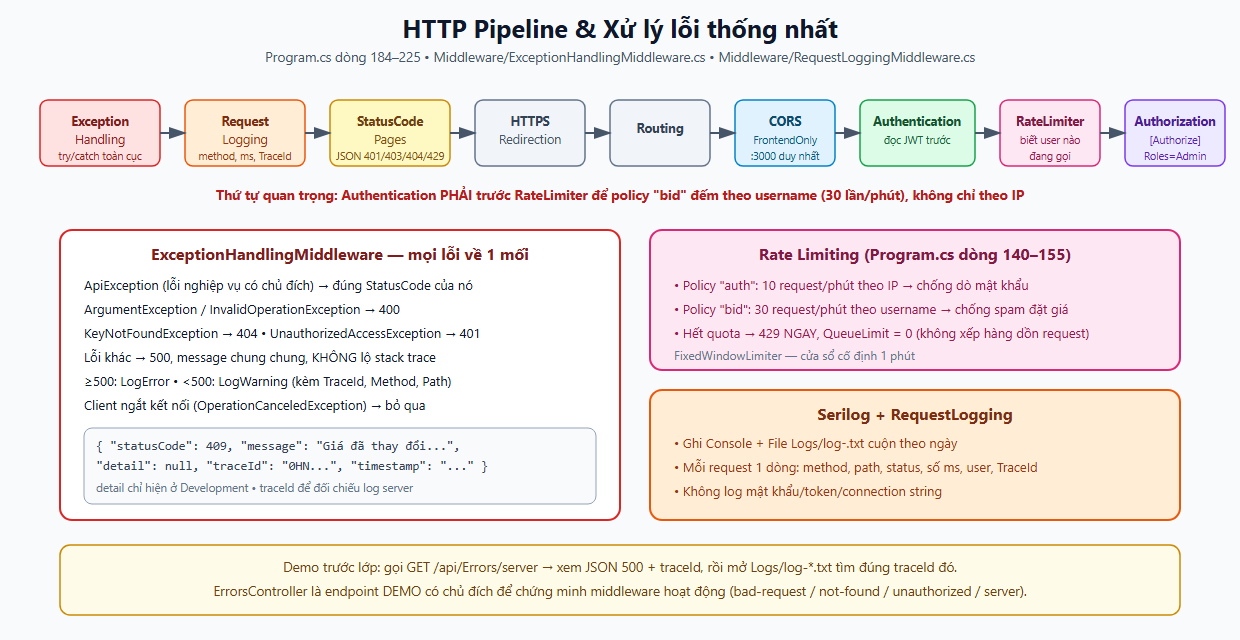 HTTP Pipeline & Xử lý lỗi thống nhất
Program.cs dòng 184–225 • Middleware/ExceptionHandlingMiddleware.cs • Middleware/RequestLoggingMiddleware.cs
Exception
Handling
try/catch toàn cục
Request
Logging
method, ms, TraceId
StatusCode
Pages
JSON 401/403/404/429
HTTPS
Redirection
Routing
CORS
FrontendOnly
:3000 duy nhất
Authentication
đọc JWT trước
RateLimiter
biết user nào
đang gọi
Authorization
[Authorize]
Roles=Admin
Thứ tự quan trọng: Authentication PHẢI trước RateLimiter để policy "bid" đếm theo username (30 lần/phút), không chỉ theo IP
ExceptionHandlingMiddleware — mọi lỗi về 1 mối
ApiException (lỗi nghiệp vụ có chủ đích) → đúng StatusCode của nó
ArgumentException / InvalidOperationException → 400
KeyNotFoundException → 404 • UnauthorizedAccessException → 401
Lỗi khác → 500, message chung chung, KHÔNG lộ stack trace
≥500: LogError • <500: LogWarning (kèm TraceId, Method, Path)
Client ngắt kết nối (OperationCanceledException) → bỏ qua
{ "statusCode": 409, "message": "Giá đã thay đổi...",
"detail": null, "traceId": "0HN...", "timestamp": "..." }
detail chỉ hiện ở Development • traceId để đối chiếu log server
Rate Limiting (Program.cs dòng 140–155)
• Policy "auth": 10 request/phút theo IP → chống dò mật khẩu
• Policy "bid": 30 request/phút theo username → chống spam đặt giá
• Hết quota → 429 NGAY, QueueLimit = 0 (không xếp hàng dồn request)
FixedWindowLimiter — cửa sổ cố định 1 phút
Serilog + RequestLogging
• Ghi Console + File Logs/log-.txt cuộn theo ngày
• Mỗi request 1 dòng: method, path, status, số ms, user, TraceId
• Không log mật khẩu/token/connection string
Demo trước lớp: gọi GET /api/Errors/server → xem JSON 500 + traceId, rồi mở Logs/log-*.txt tìm đúng traceId đó.
ErrorsController là endpoint DEMO có chủ đích để chứng minh middleware hoạt động (bad-request / not-found / unauthorized / server).